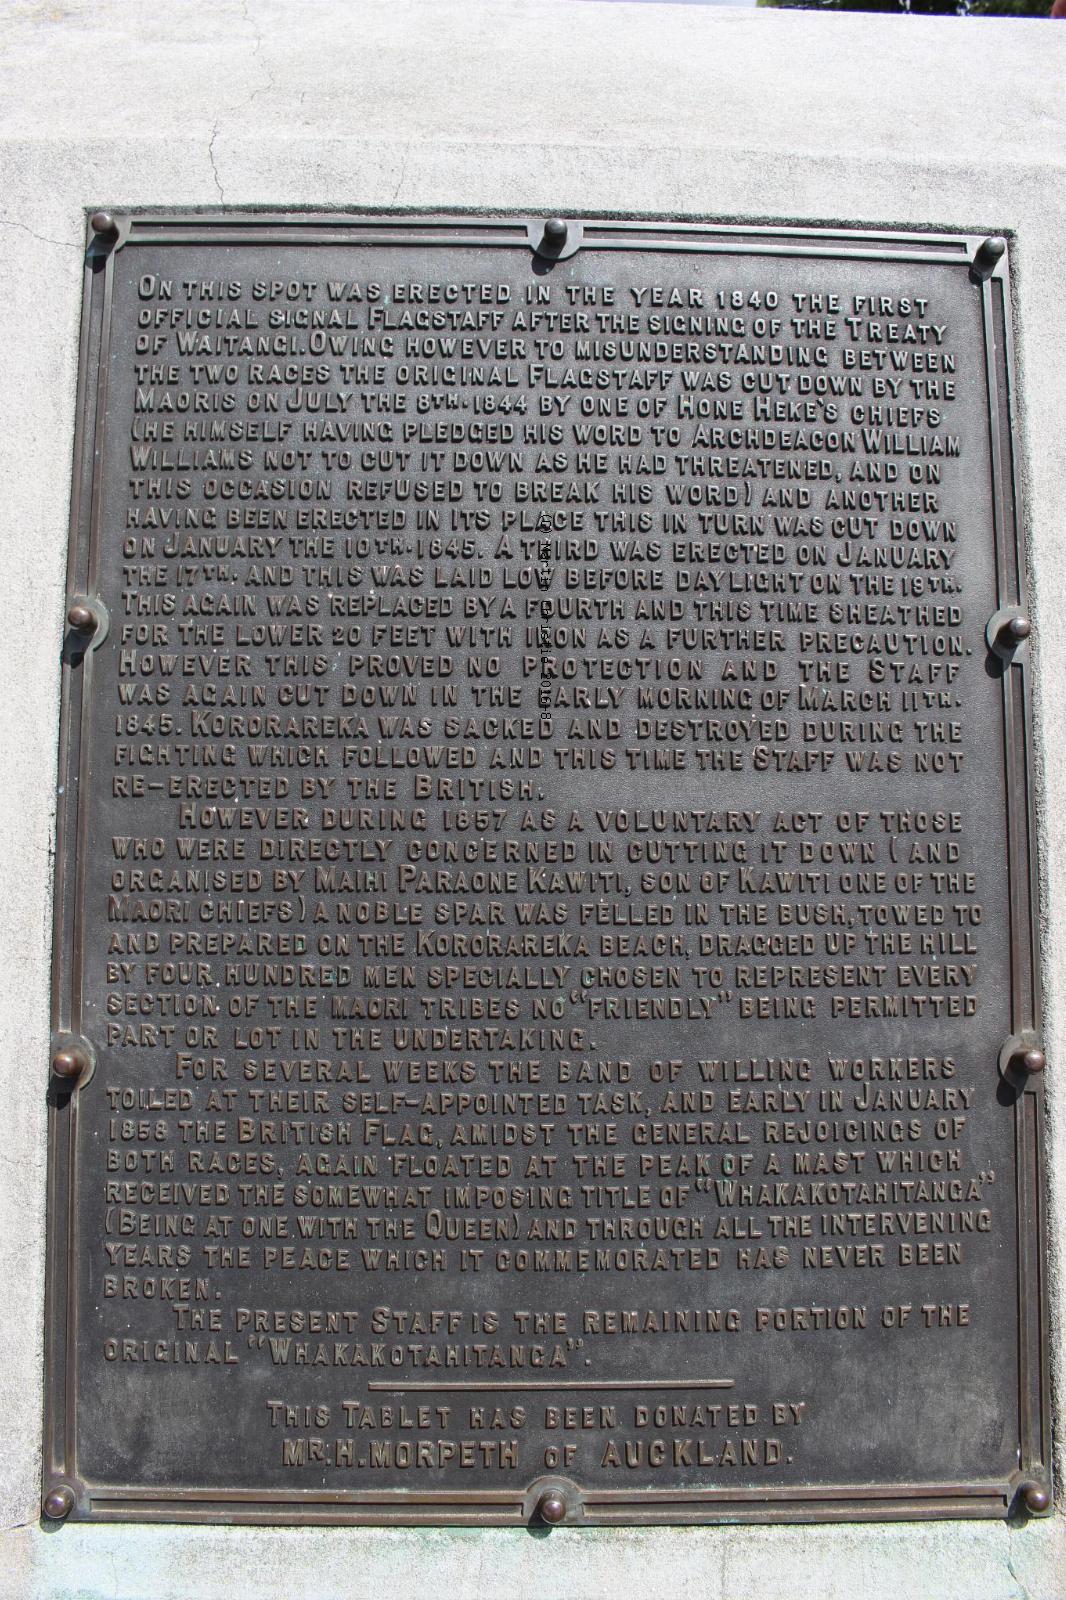 ON THIS SPOT WAS ERECTED IN THE YEAR 1840 THE FIRST
OFFICIAL SIGNAL FLAGSTAFF AFTER THE SIGNING OF THE TREATY
OF WAITANGI. OWING HOWEVER TO MISUNDERSTANDING BETWEEN
THE TWO RACES THE ORIGINAL FLAGSTAFF WAS CUT DOWN BY THE
MAORIS ON JULY THE 8TH. 1844 BY ONE OF HONE HEKE'S CHIEFS
(HE HIMSELF HAVING PLEDGED HIS WORD TO ARCHDEACON WILLIAM
WILLIAMS NOT TO CUT IT DOWN AS HE HAD THREATENED, AND ON
THIS OCCASION REFUSED TO BREAK HIS WORD) AND ANOTHER
HAVING BEEN ERECTED IN ITS PLACE THIS IN TURN WAS CUT DOWN
ON JANUARY THE 10TH. 1845. A THIRD WAS ERECTED ON JANUARY
THE 17TH. AND THIS WAS LAID LOW BEFORE DAYLIGHT ON THE 19TH.
THIS AGAIN WAS REPLACED BY A FOURTH AND THIS TIME SHEATHED
FOR THE LOWER 20 FEET WITH IRON AS A FURTHER PRECAUTION.
HOWEVER THIS PROVED NO PROTECTION AND THE STAFF
WAS AGAIN CUT DOWN IN THE EARLY MORNING OF MARCH 11TH.
1845. KORORAREKA WAS SACKED AND DESTROYED DURING THE
FIGHTING WHICH FOLLOWED AND THIS TIME THE STAFF WAS NOT
RE-ERECTED BY THE BRITISH.
HOWEVER DURING 1857 AS A VOLUNTARY ACT OF THOSE
WHO WERE DIRECTLY CONCERNED IN CUTTING IT DOWN (AND
ORGANISED BY MAIHI PARAONE KAWITI, SON OF KAWITI ONE OF THE
MAORI CHIEFS) A NOBLE SPAR WAS FELLED IN THE BUSH, TOWED TO
AND PREPARED ON THE KORORAREKA BEACH, DRAGGED UP THE HILL
BY FOUR HUNDRED MEN SPECIALLY CHOSEN TO REPRESENT EVERY
SECTION OF THE MAORI TRIBES NO "FRIENDLY" BEING PERMITTED
PART OR LOT IN THE UNDERTAKING.
FOR SEVERAL WEEKS THE BAND OF WILLING WORKERS
TOILED AT THEIR SELF-APPOINTED TASK, AND EARLY IN JANUARY
1858 THE BRITISH FLAG, AMIDST THE GENERAL REJOICINGS OF
BOTH RACES, AGAIN FLOATED AT THE PEAK OF A MAST WHICH
RECEIVED THE SOMEWHAT IMPOSING TITLE OF "WHAKAKOTAHITANGA"
(BEING AT ONE WITH THE QUEEN) AND THROUGH ALL THE INTERVENING
YEARS THE PEACE WHICH IT COMMEMORATED HAS NEVER BEEN
BROKEN.
THE PRESENT STAFF IS THE REMAINING PORTION OF THE
ORIGINAL "WHAKAKOTAHITANGA".
THIS TABLET HAS BEEN DONATED BY
MR. H. MORPETH OF AUCKLAND.